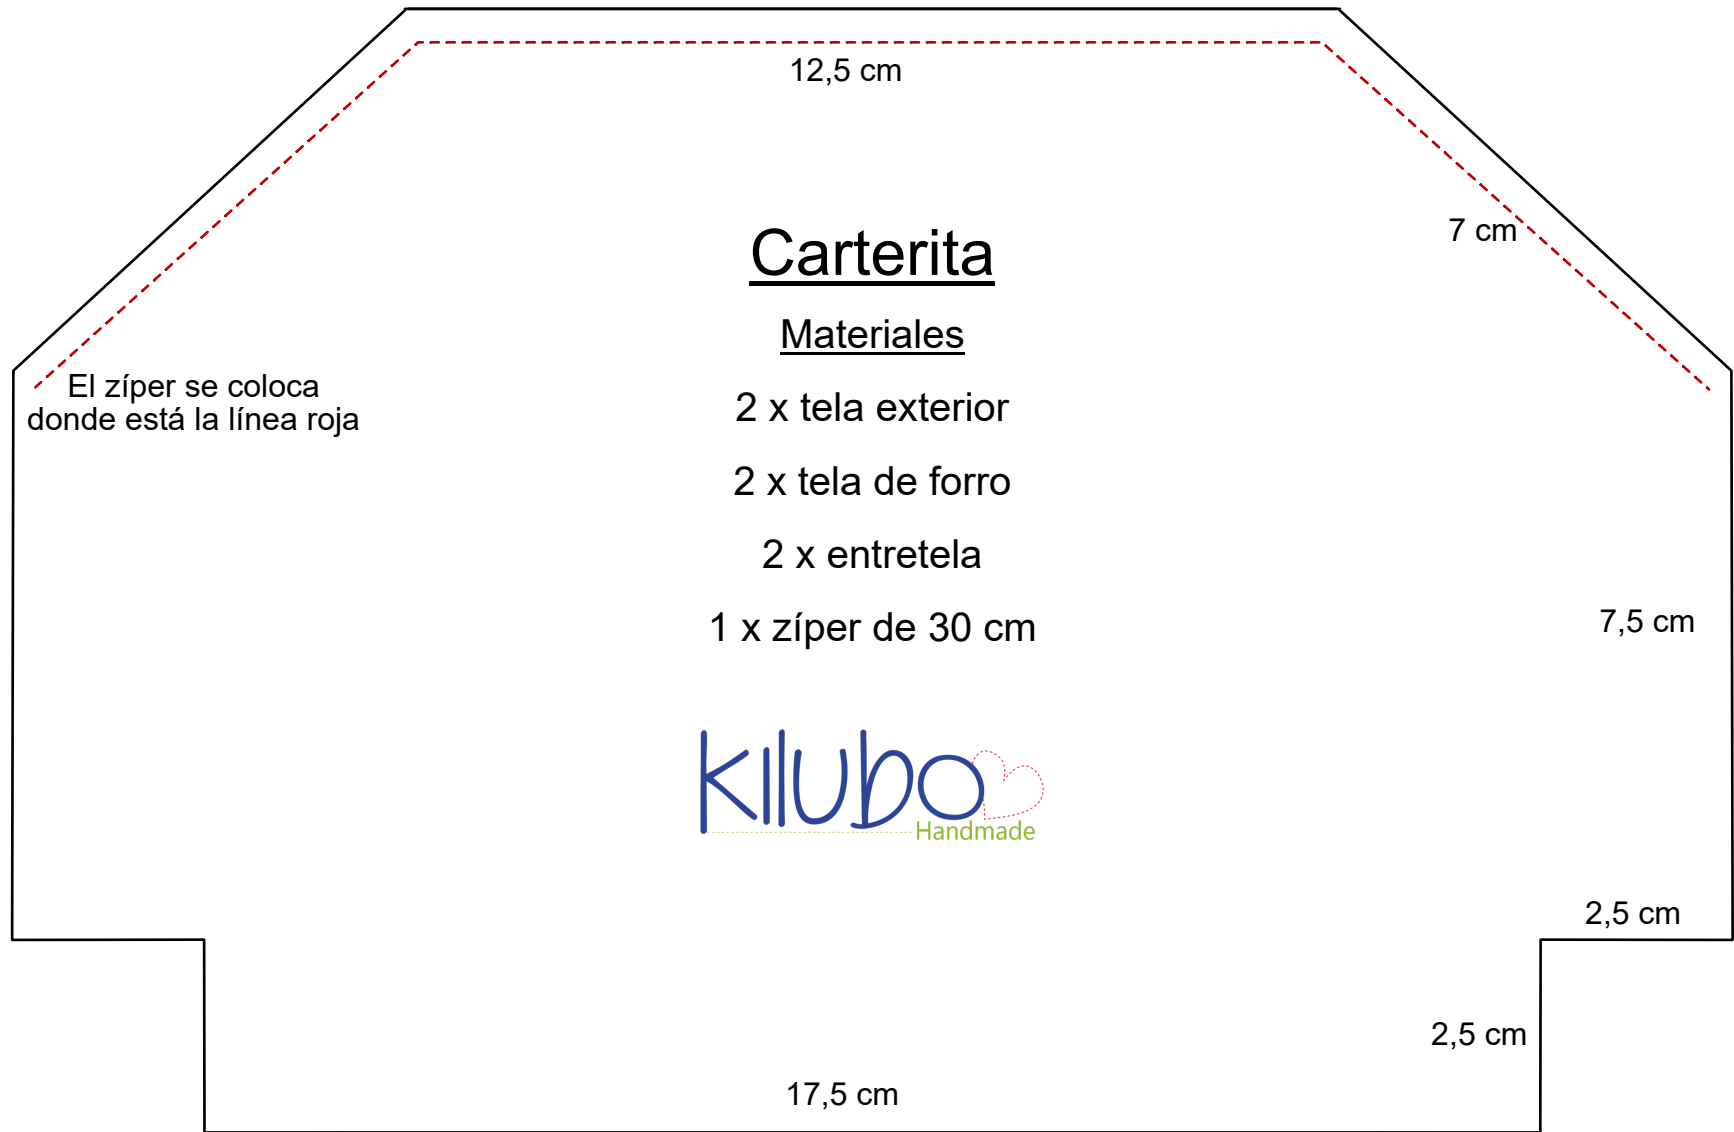 12,5 cm
7 cm
Carterita
Materiales
El zíper se coloca
donde está la línea roja
2 x tela exterior
2 x tela de forro
2 x entretela
1 x zíper de 30 cm
7,5 cm
Kilubo
Handmade
2,5 cm
2,5 cm
17,5 cm